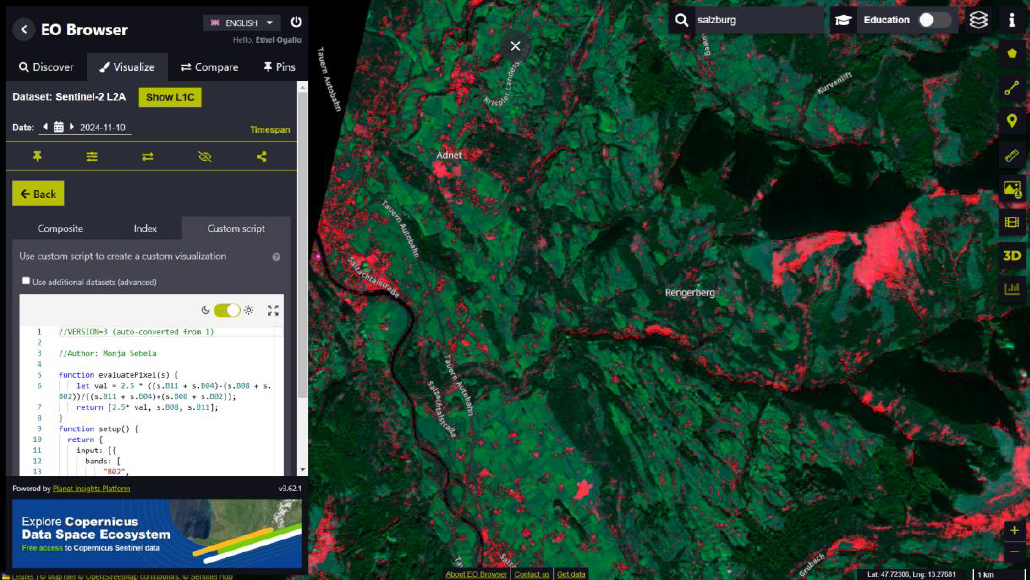 EO Browser
ENGLISH
Hello, Ethel Ogallo
Discover
Visualize
Compare
Pins
Dataset: Sentinel-2 L2A
Show L1C
Date:
2024-11-10
Timespan
Back
Composite
Index
Custom script
Use custom script to create a custom visualization
Use additional datasets (advanced)
1 //VERSION=3 (auto-converted from 1)
2
3 //Author: Monja Sebela
4
5 function evaluatePixel(s) {
6 let val = 2.5 * ((s.B11 + s.B04)-(s.B08 + s.
B02))/((s.B11 + s.B04)+(s.B08 + s.B02));
7 return [2.5* val, s.B08, s.B11];
8 }
9 function setup() {
10 return {
11 input: [{
12 bands: [
13 "B02",
Powered by Planet Insights Platform
v3.62.1
Explore Copernicus
Data Space Ecosystem
Free access to Copernicus Sentinel data
salzburg
Education
Tauern Autobahn
Krispler Landesstr
Kurvenlift
Adnet
Tauern Autobahn
Salzachtalstraße
Rengerberg
Tauern Autobahn
Salzachtalstraße
3D
About EO Browser
Contact us
Get data
Lat: 47.72306, Lng: 13.27681
1 km